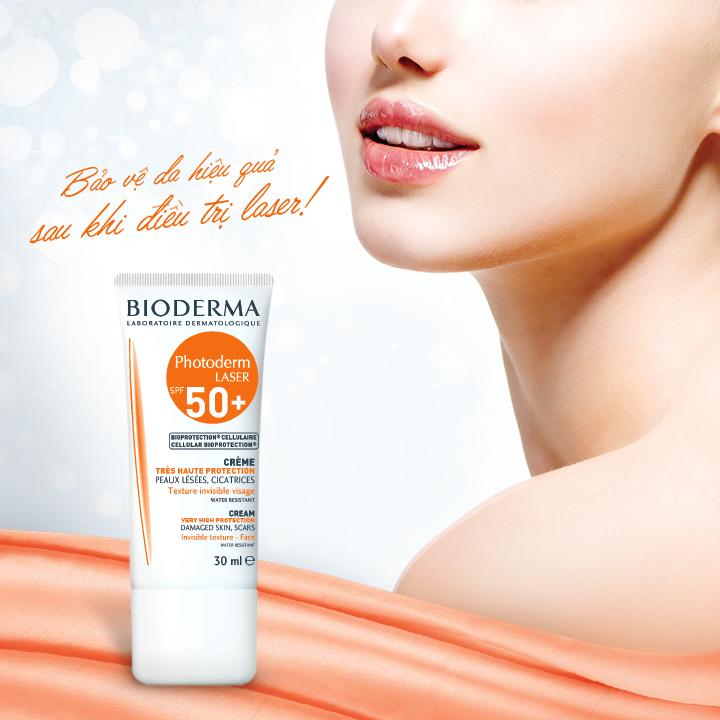 Bảo vệ da hiệu quả
sau khi điều trị laser!
BIODERMA
LABORATOIRE DERMATOLOGIQUE
Photoderm
LASER
SPF 50+
BIOPROTECTION® CELLULAIRE
CELLULAR BIOPROTECTION®
CRÈME
TRÈS HAUTE PROTECTION
PEAUX LÉSÉES, CICATRICES
Texture invisible visage
WATER RESISTANT
CREAM
VERY HIGH PROTECTION
DAMAGED SKIN, SCARS
Invisible texture - Face
WATER RESISTANT
30 ml ℮